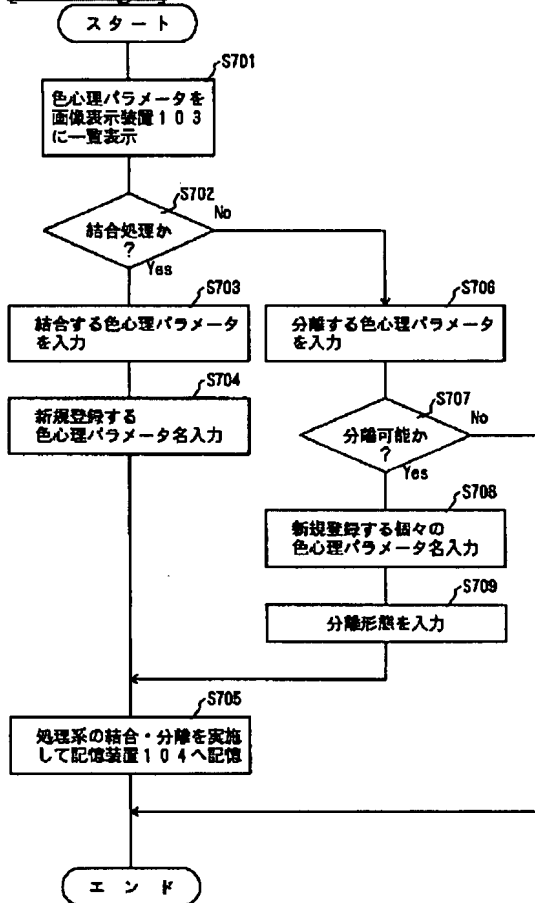 スタート
S701
色心理パラメータを
画像表示装置103
に一覧表示
S702
結合処理か
?
No
Yes
S703
結合する色心理パラメータ
を入力
S706
分離する色心理パラメータ
を入力
S704
新規登録する
色心理パラメータ名入力
S707
分離可能か
?
No
Yes
S708
新規登録する個々の
色心理パラメータ名入力
S709
分離形態を入力
S705
処理系の結合・分離を実施
して記憶装置104へ記憶
エンド